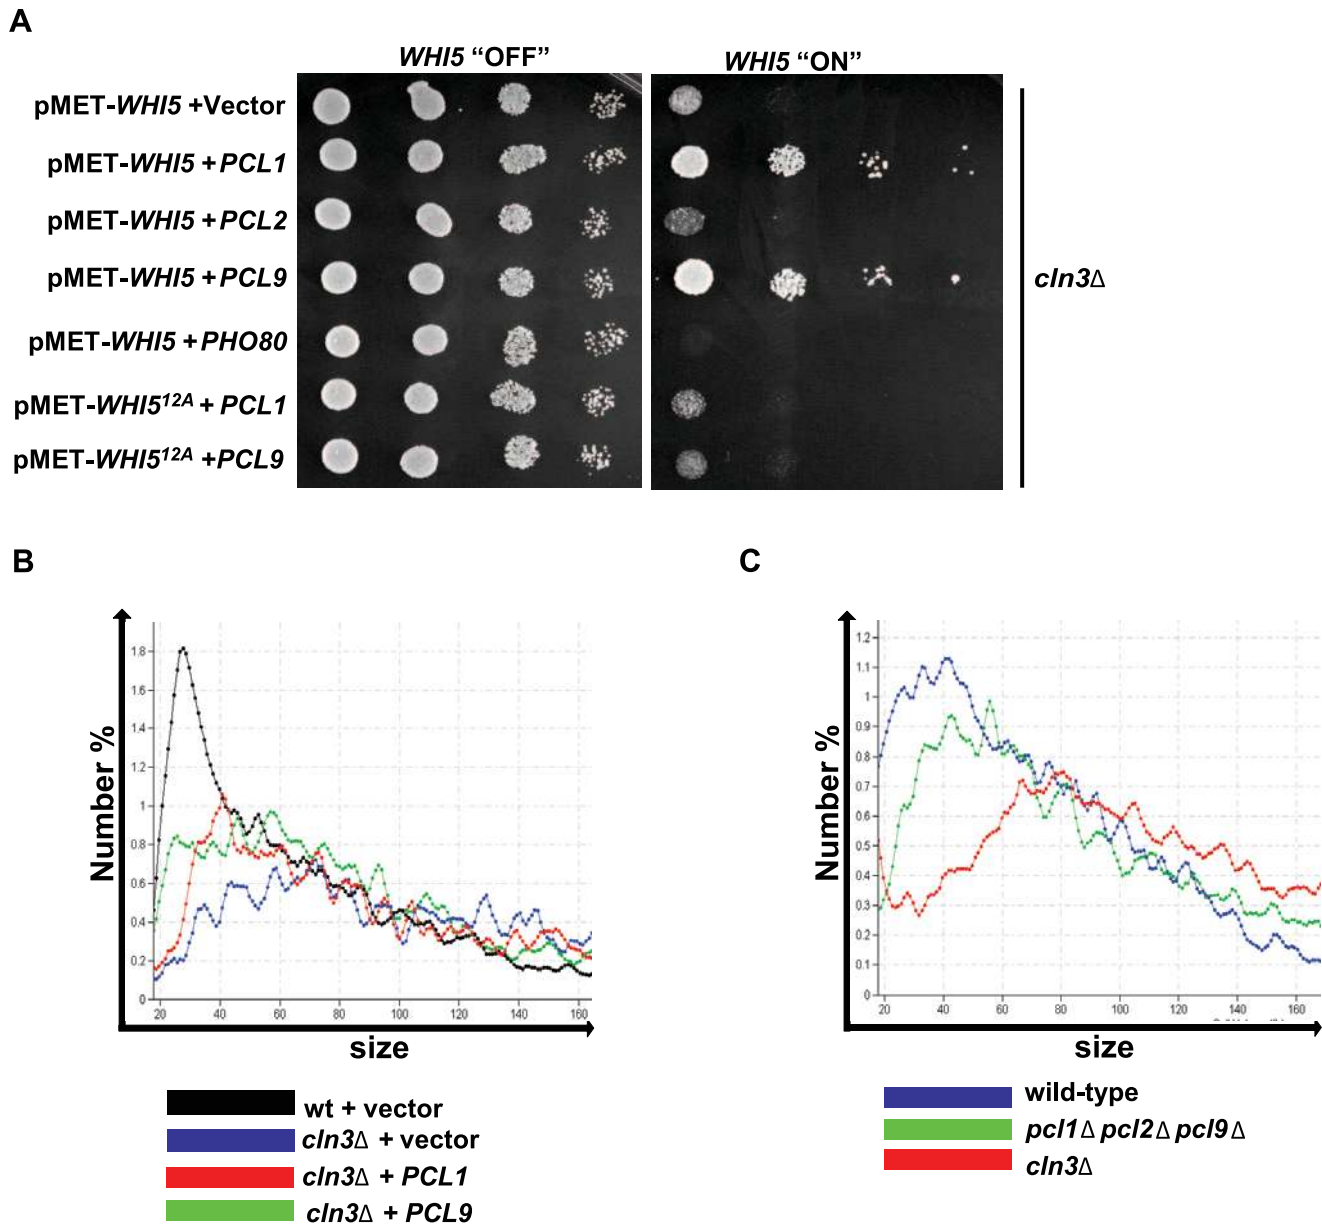 A
WHI5 “OFF”
WHI5 “ON”
pMET-WHI5 +Vector
pMET-WHI5 + PCL1
pMET-WHI5 + PCL2
pMET-WHI5 + PCL9
pMET-WHI5 + PHO80
pMET-WHI5¹²ᴬ + PCL1
pMET-WHI5¹²ᴬ +PCL9
cln3Δ
B
Number %
1.8
1.6
1.4
1.2
1
0.8
0.6
0.4
0.2
0
20 40 60 80 100 120 140 160
size
wt + vector
cln3Δ + vector
cln3Δ + PCL1
cln3Δ + PCL9
C
Number %
1.2
1.1
1
0.9
0.8
0.7
0.6
0.5
0.4
0.3
0.2
0.1
0
20 40 60 80 100 120 140 160
size
wild-type
pcl1Δ pcl2Δ pcl9Δ
cln3Δ